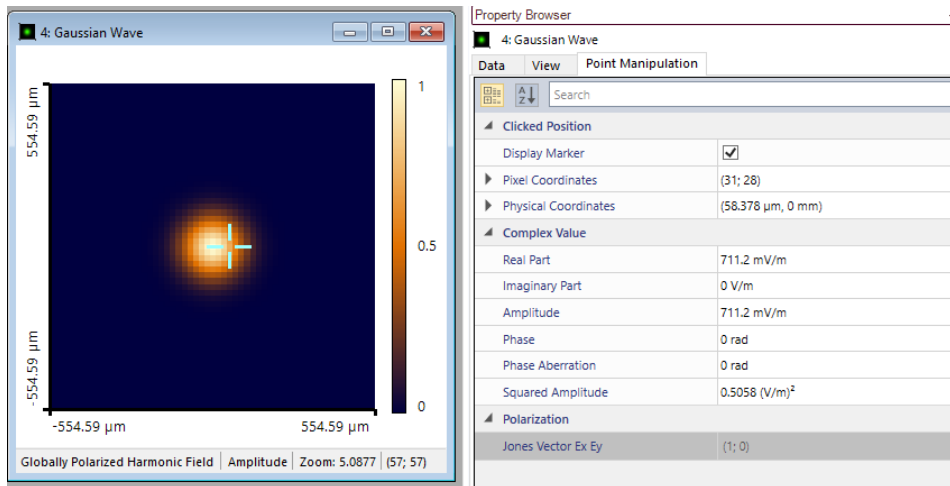 4: Gaussian Wave
554.59 µm
-554.59 µm
1
0.5
0
-554.59 µm
554.59 µm
Globally Polarized Harmonic Field Amplitude Zoom: 5.0877 (57; 57)
Property Browser
4: Gaussian Wave
Data View Point Manipulation
A Z Search
Clicked Position
Display Marker
Pixel Coordinates (31; 28)
Physical Coordinates (58.378 µm, 0 mm)
Complex Value
Real Part 711.2 mV/m
Imaginary Part 0 V/m
Amplitude 711.2 mV/m
Phase 0 rad
Phase Aberration 0 rad
Squared Amplitude 0.5058 (V/m)²
Polarization
Jones Vector Ex Ey (1; 0)